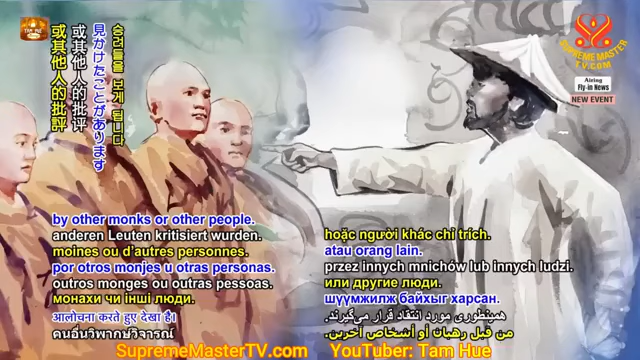 TAM HUE
SUPREME MASTER
TV.COM
Airing
Fly-in News
NEW EVENT
승려들을 보게 됩니다
見かけたことがあります
或其他人的批评
或其他人的批評
by other monks or other people.
anderen Leuten kritisiert wurden.
moines ou d’autres personnes.
por otros monjes u otras personas.
outros monges ou outras pessoas.
монахи чи інші люди.
आलोचना करते हुए देखा है।
คนอื่นวิพากษ์วิจารณ์
hoặc người khác chỉ trích.
atau orang lain.
przez innych mnichów lub innych ludzi.
или другие люди.
шүүмжилж байхыг харсан.
همینطوری مورد انتقاد قرار می‌گیرند.
من قبل رهبان أو أشخاص آخرين.
SupremeMasterTV.com YouTuber: Tam Hue